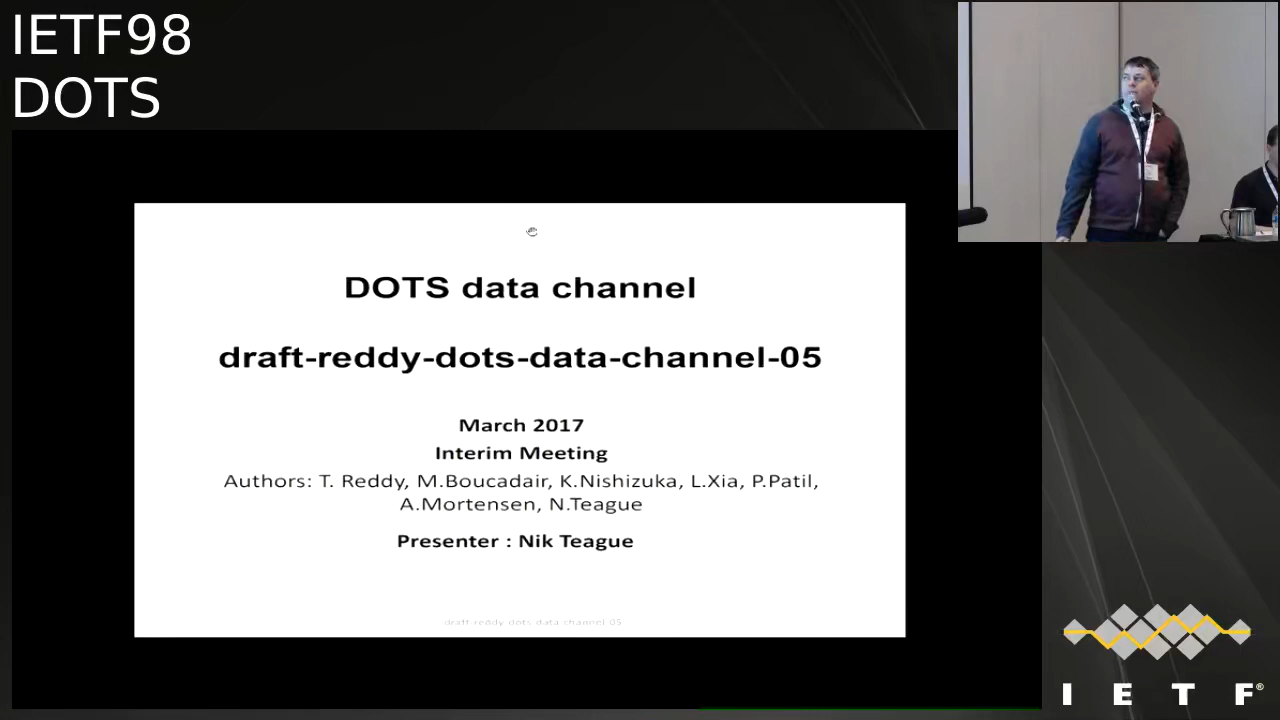 IETF98
DOTS
DOTS data channel
draft-reddy-dots-data-channel-05
March 2017
Interim Meeting
Authors: T. Reddy, M.Boucadair, K.Nishizuka, L.Xia, P.Patil,
A.Mortensen, N.Teague
Presenter : Nik Teague
draft-reddy-dots-data-channel-05
I E T F®